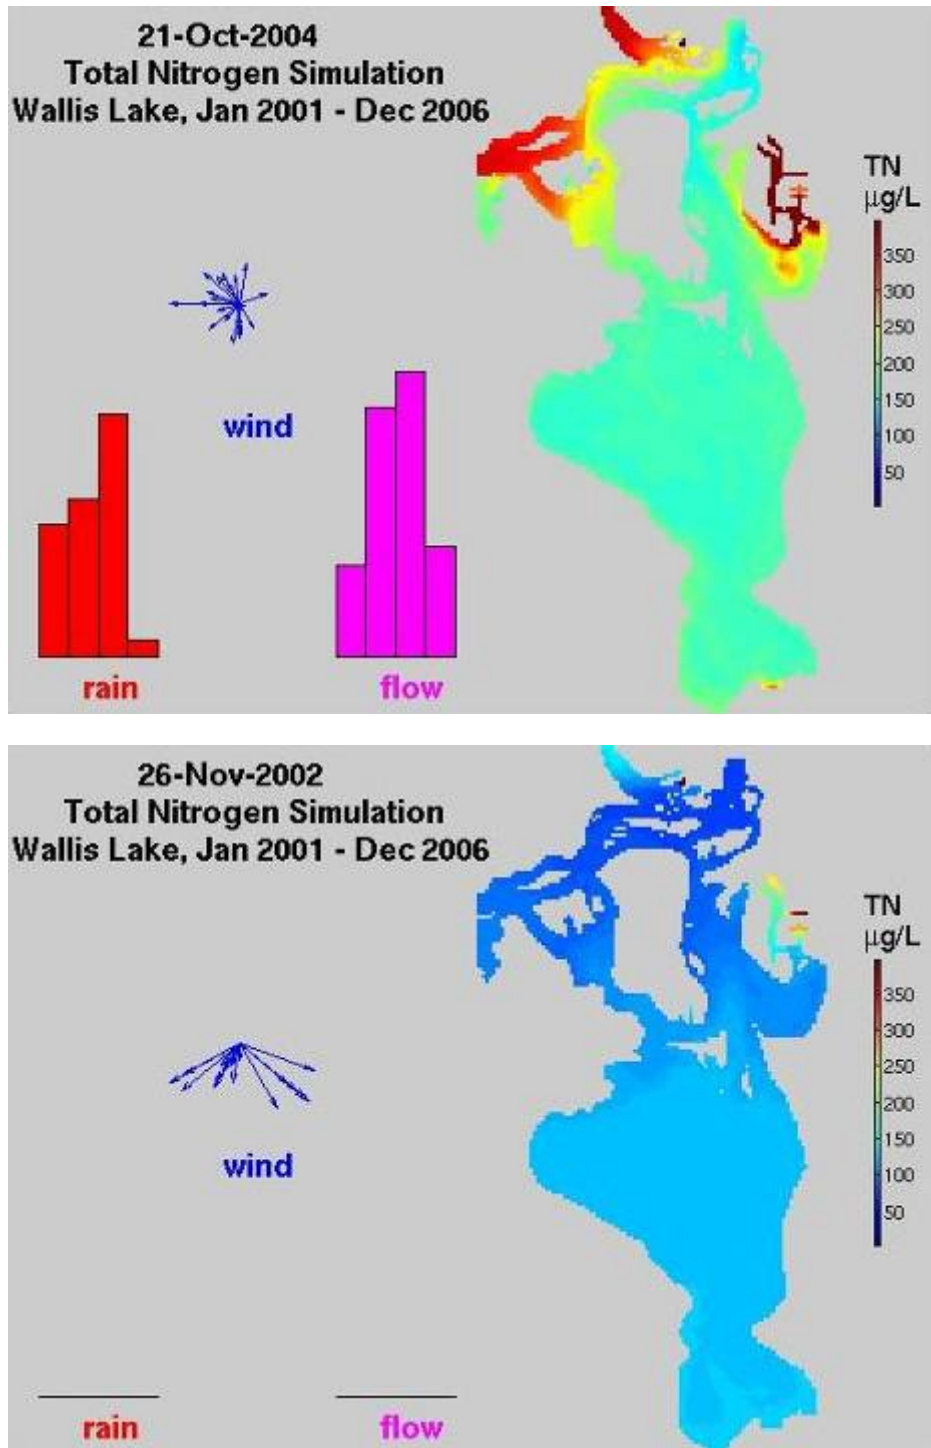 21-Oct-2004
Total Nitrogen Simulation
Wallis Lake, Jan 2001 - Dec 2006
TN
μg/L
350
300
250
200
150
100
50
wind
rain
flow
26-Nov-2002
Total Nitrogen Simulation
Wallis Lake, Jan 2001 - Dec 2006
TN
μg/L
350
300
250
200
150
100
50
wind
rain
flow